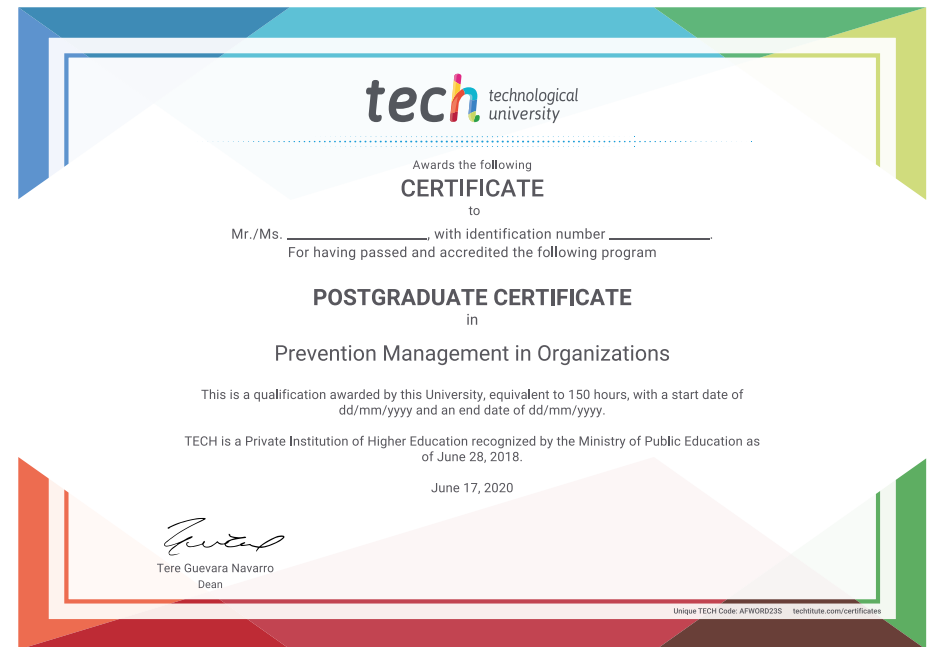 tech technological
university
Awards the following
CERTIFICATE
to
Mr./Ms. ____________________, with identification number ______________.
For having passed and accredited the following program
POSTGRADUATE CERTIFICATE
in
Prevention Management in Organizations
This is a qualification awarded by this University, equivalent to 150 hours, with a start date of
dd/mm/yyyy and an end date of dd/mm/yyyy.
TECH is a Private Institution of Higher Education recognized by the Ministry of Public Education as
of June 28, 2018.
June 17, 2020
Tere Guevara Navarro
Dean
Unique TECH Code: AFWORD23S techtitute.com/certificates